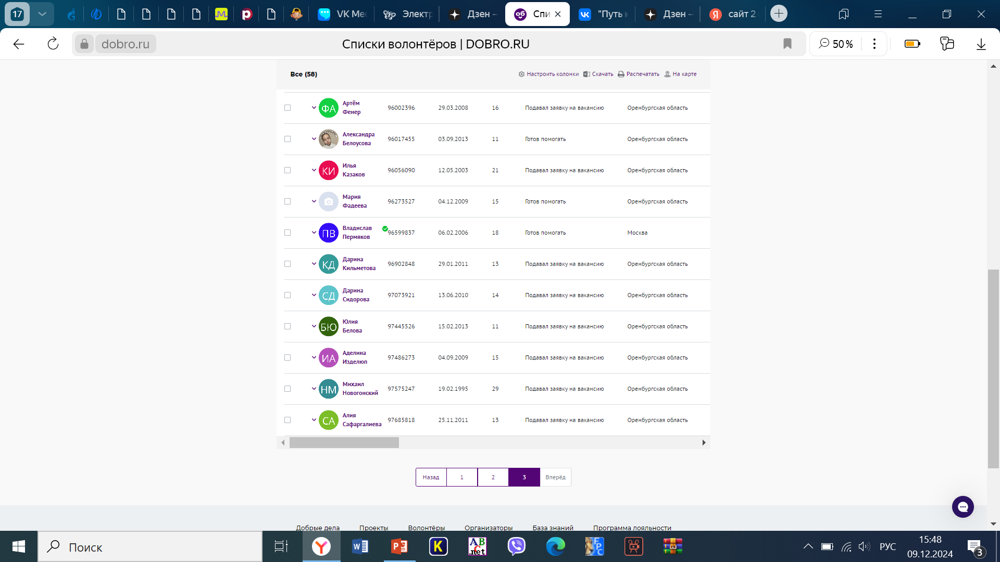 17
VK Мес
Электр
Дзен –
Спи
"Путь к
Дзен –
сайт 2
dobro.ru
Списки волонтёров | DOBRO.RU
50 %
Все (58)
Настроить колонки Скачать Распечатать На карте
ФА Артём Фенер 96002396 29.03.2008 16 Подавал заявку на вакансию Оренбургская область
Александра Белоусова 96017455 03.09.2013 11 Готов помогать Оренбургская область
КИ Илья Казаков 96056090 12.05.2003 21 Подавал заявку на вакансию Оренбургская область
Мария Фадеева 96273527 04.12.2009 15 Готов помогать Оренбургская область
ПВ Владислав Пермяков 96599837 06.02.2006 18 Готов помогать Москва
КД Дарина Кильметова 96902848 29.01.2011 13 Подавал заявку на вакансию Оренбургская область
СД Дарина Сидорова 97073921 13.06.2010 14 Подавал заявку на вакансию Оренбургская область
БЮ Юлия Белова 97445526 15.02.2013 11 Подавал заявку на вакансию Оренбургская область
ИА Аделина Изделюп 97486273 04.09.2009 15 Подавал заявку на вакансию Оренбургская область
НМ Михаил Новогонский 97575247 19.02.1995 29 Подавал заявку на вакансию Оренбургская область
СА Алия Сафаргалиева 97685818 25.11.2011 13 Подавал заявку на вакансию Оренбургская область
Назад 1 2 3 Вперёд
Добрые дела Проекты Волонтёры Организаторы База знаний Программа лояльности
Поиск
РУС
15:48
09.12.2024
3